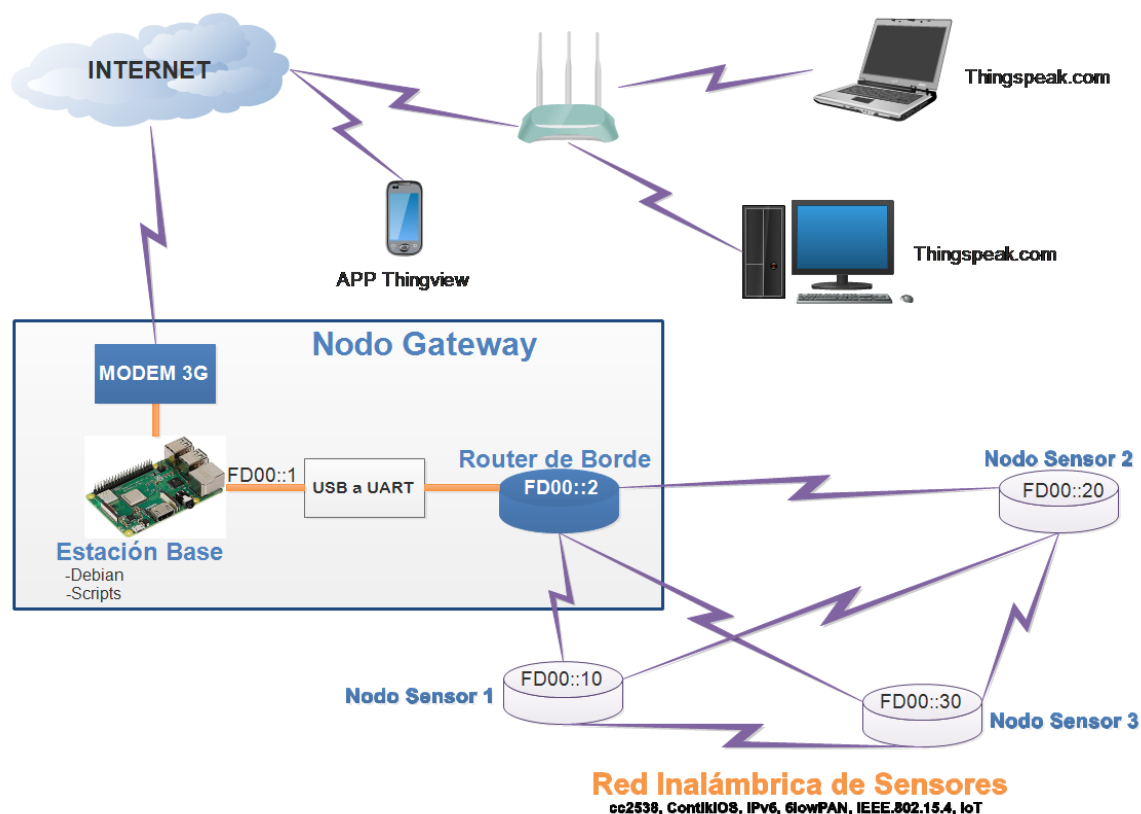 INTERNET
Thingspeak.com
APP Thingview
Thingspeak.com
Nodo Gateway
MODEM 3G
FD00::1
USB a UART
Router de Borde
FD00::2
Estación Base
-Debian
-Scripts
Nodo Sensor 2
FD00::20
Nodo Sensor 1
FD00::10
FD00::30
Nodo Sensor 3
Red Inalámbrica de Sensores
cc2538, ContikiOS, IPv6, 6lowPAN, IEEE.802.15.4, IoT